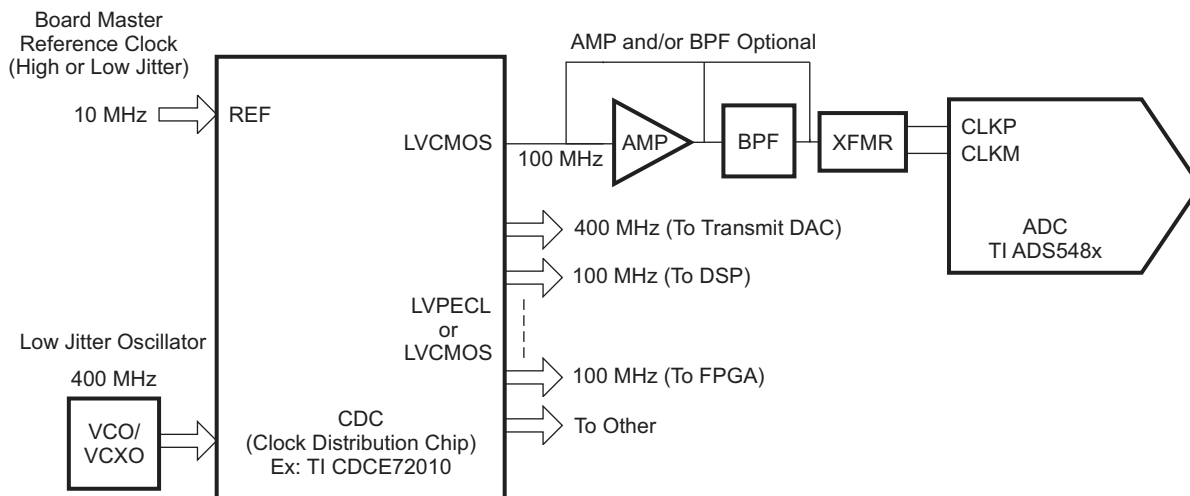 Board Master
Reference Clock
(High or Low Jitter)
10 MHz
REF
LVCMOS
100 MHz
AMP and/or BPF Optional
AMP
BPF
XFMR
CLKP
CLKM
ADC
TI ADS548x
400 MHz (To Transmit DAC)
100 MHz (To DSP)
LVPECL
or
LVCMOS
100 MHz (To FPGA)
To Other
Low Jitter Oscillator
400 MHz
VCO/
VCXO
CDC
(Clock Distribution Chip)
Ex: TI CDCE72010